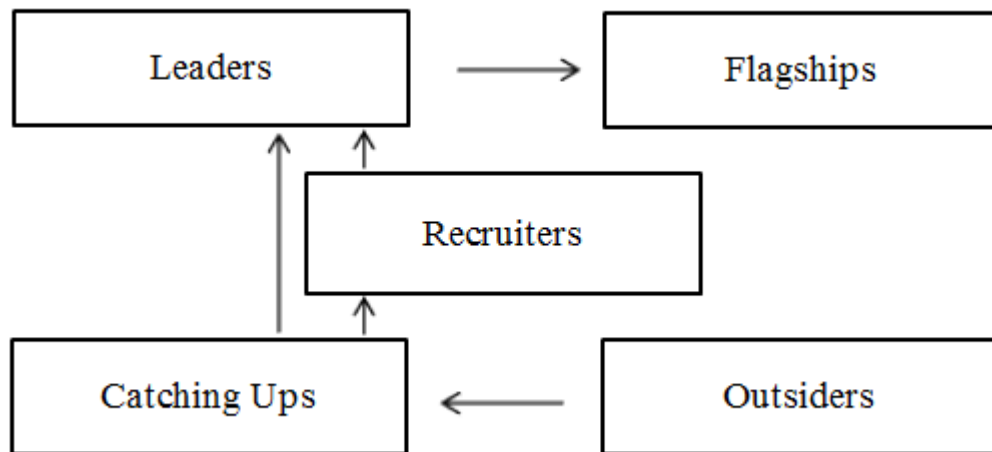 Leaders
Flagships
Recruiters
Catching Ups
Outsiders